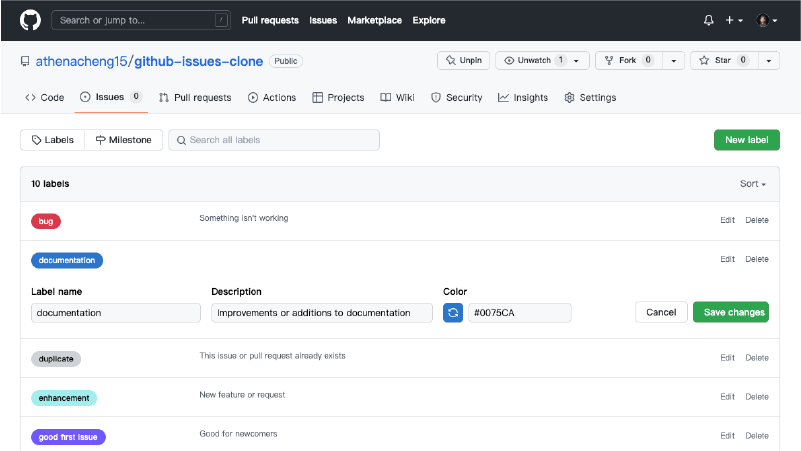 Search or jump to... /
Pull requests Issues Marketplace Explore
athenacheng15/github-issues-clone Public
Unpin Unwatch 1 Fork 0 Star 0
Code Issues 0 Pull requests Actions Projects Wiki Security Insights Settings
Labels Milestone Search all labels New label
10 labels Sort
bug Something isn't working Edit Delete
documentation Edit Delete
Label name Description Color
documentation Improvements or additions to documentation #0075CA Cancel Save changes
duplicate This issue or pull request already exists Edit Delete
enhancement New feature or request Edit Delete
good first issue Good for newcomers Edit Delete